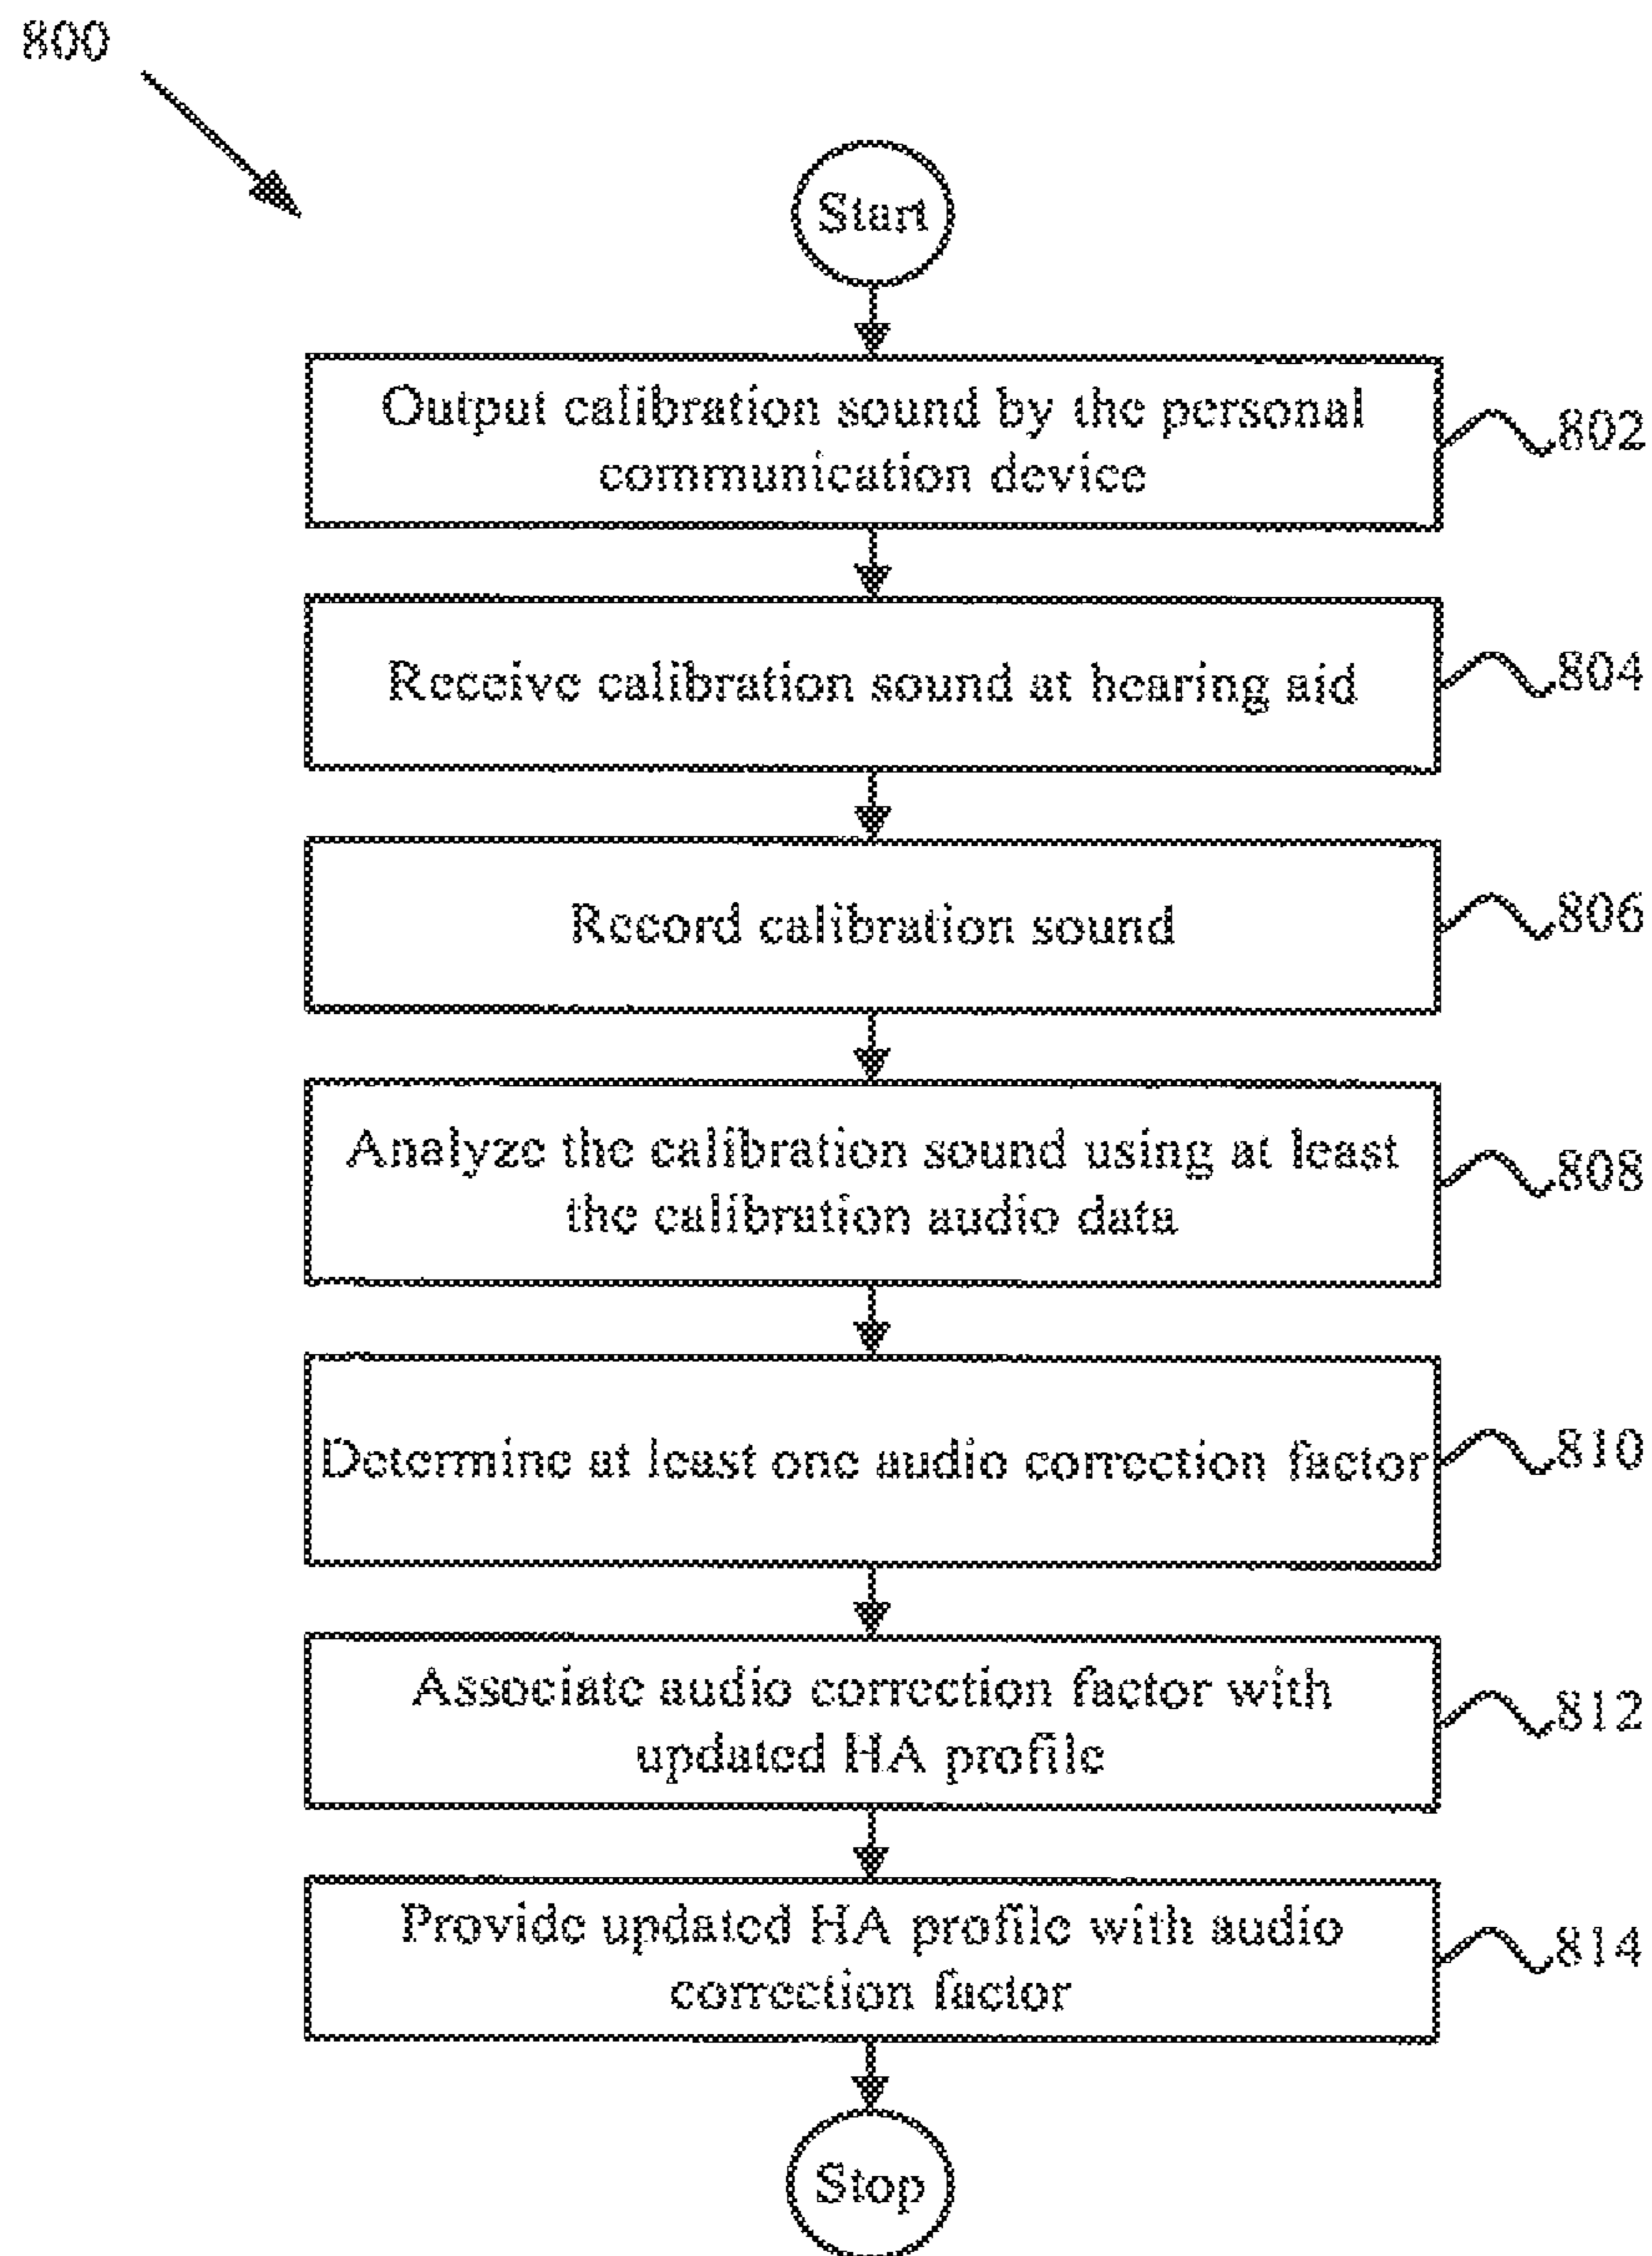 800
Start
Output calibration sound by the personal
communication device
802
Receive calibration sound at hearing aid
804
Record calibration sound
806
Analyze the calibration sound using at least
the calibration audio data
808
Determine at least one audio correction factor
810
Associate audio correction factor with
updated HA profile
812
Provide updated HA profile with audio
correction factor
814
Stop